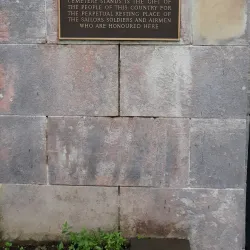 CEMETERY STANDS IS THE GIFT OF
THE PEOPLE OF THIS COUNTRY FOR
THE PERPETUAL RESTING PLACE OF
THE SAILORS SOLDIERS AND AIRMEN
WHO ARE HONOURED HERE